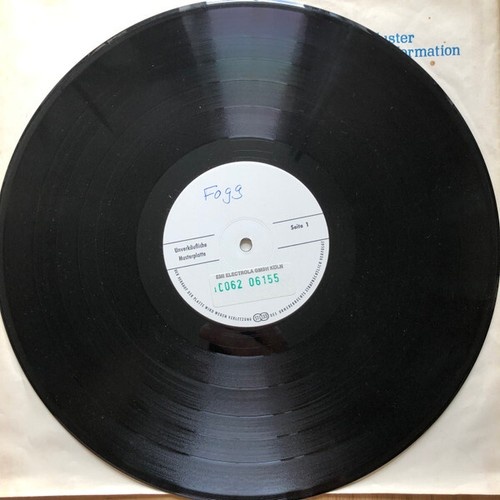 uster
ormation
Fogg
Unverkäufliche
Musterplatte
Seite 1
EMI ELECTROLA GMBH KÖLN
1C062 06155